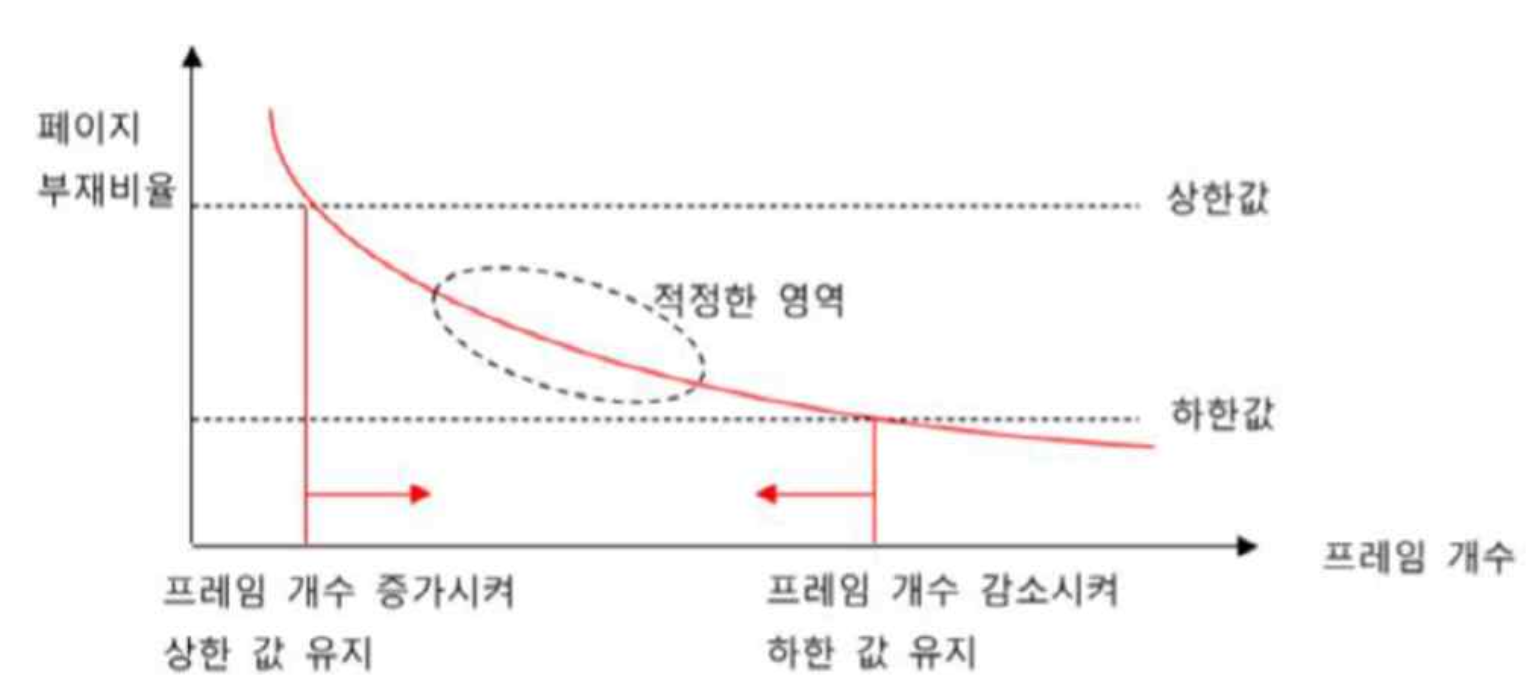 페이지
부재비율
상한값
적정한 영역
하한값
프레임 개수
프레임 개수 증가시켜
상한 값 유지
프레임 개수 감소시켜
하한 값 유지